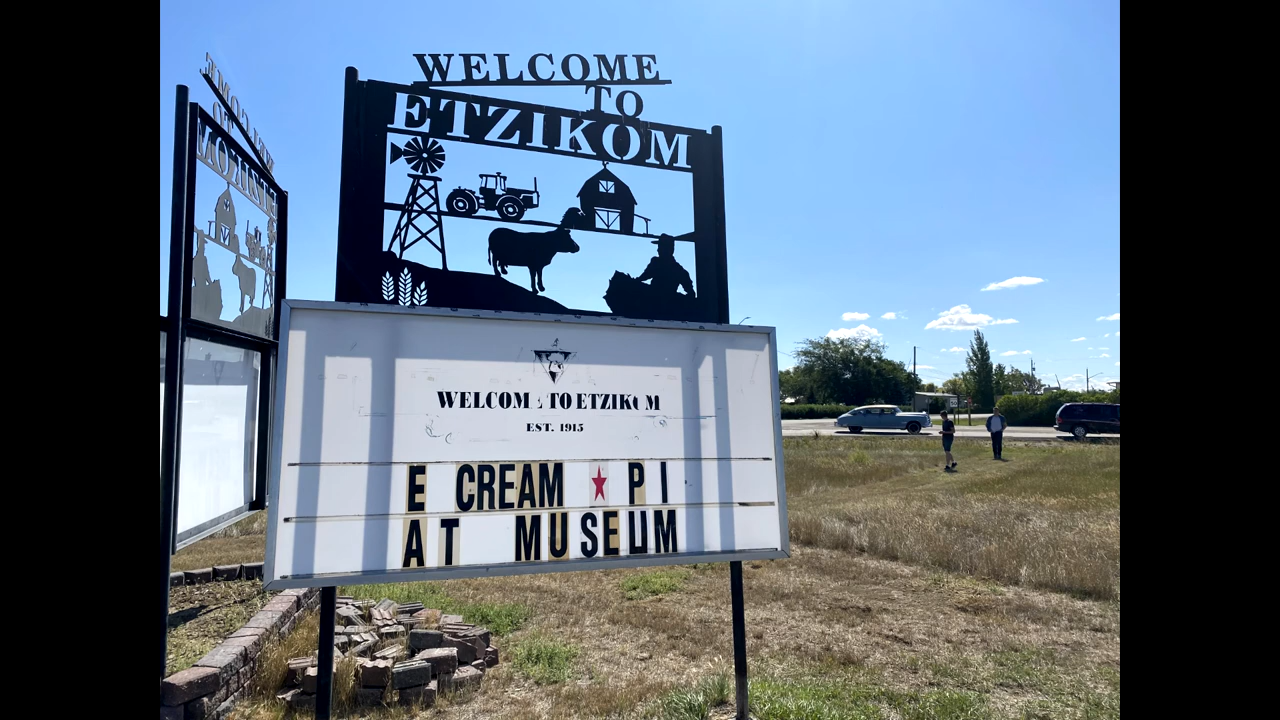 WELCOME
TO
ETZIKOM
WELCOM TO ETZIKOM
EST. 1915
E CREAM ★ PI
AT MUSEUM